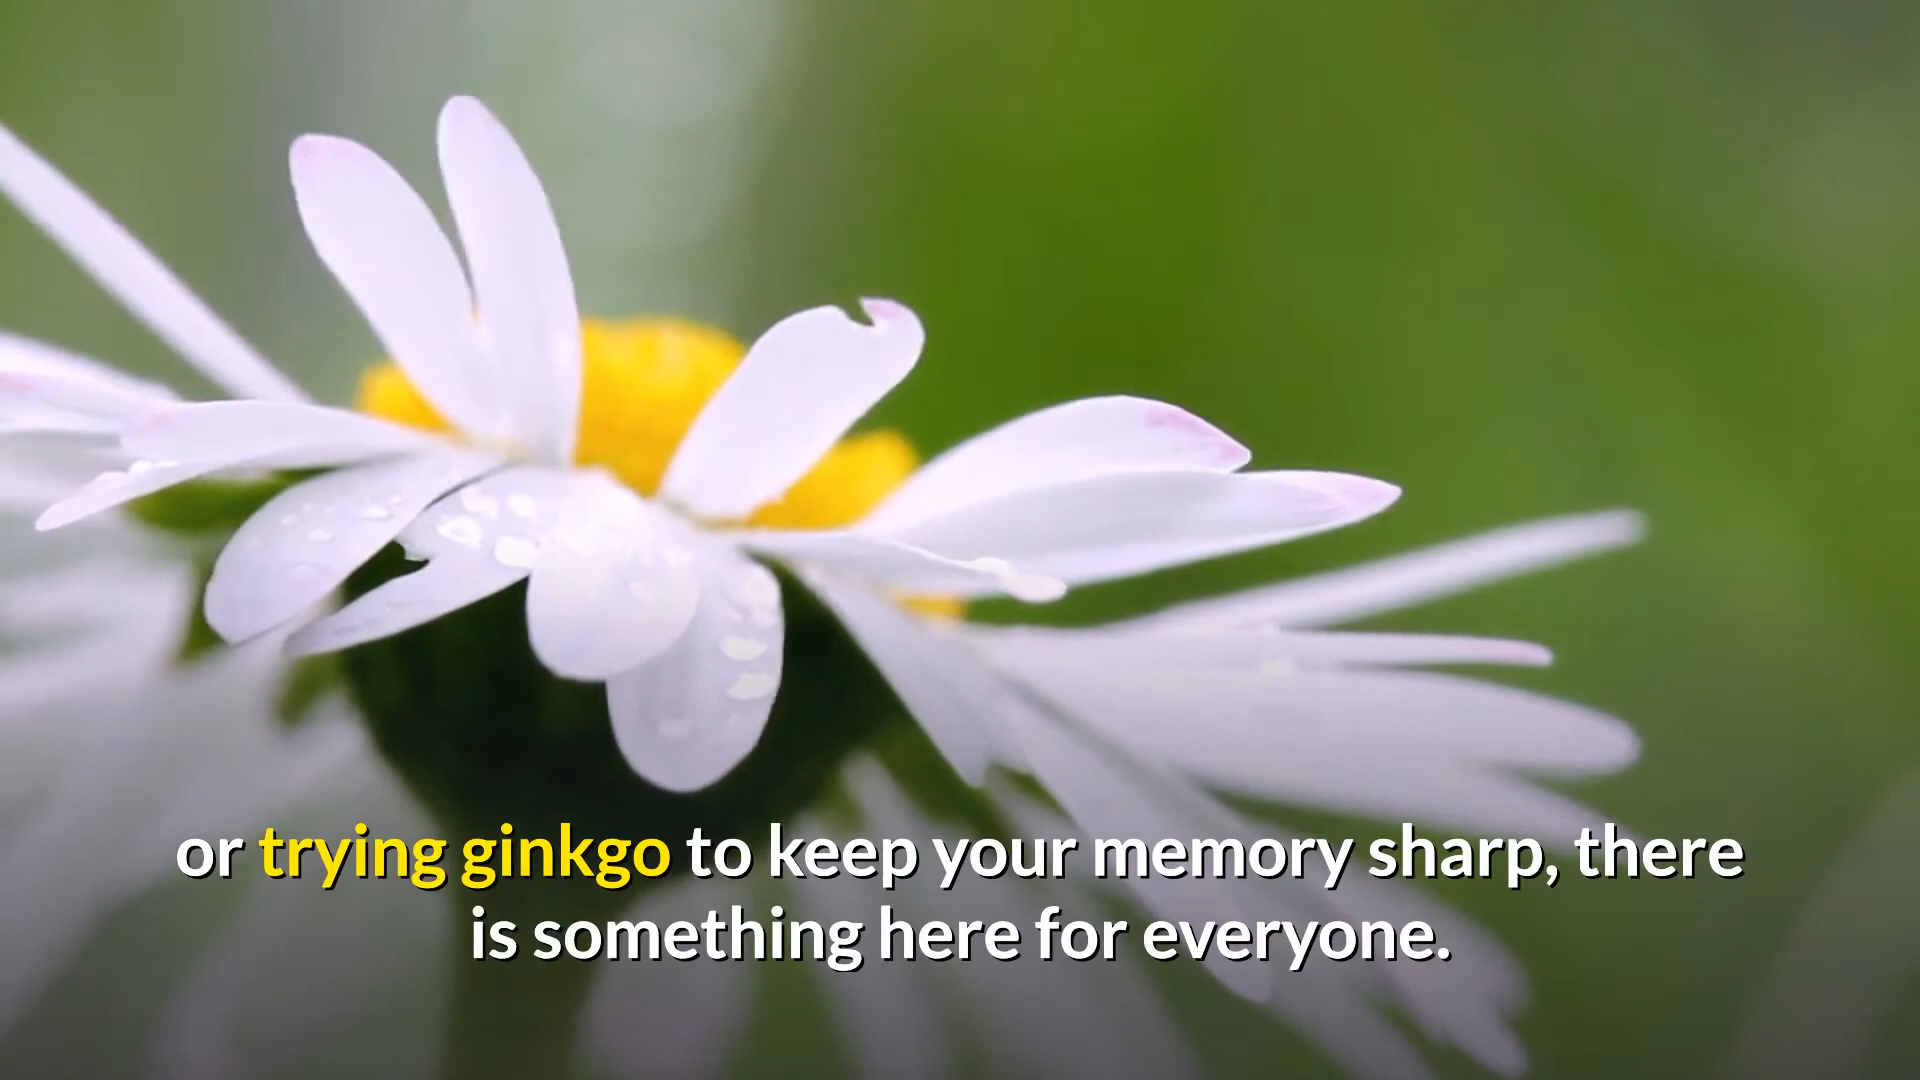 or trying ginkgo to keep your memory sharp, there
is something here for everyone.